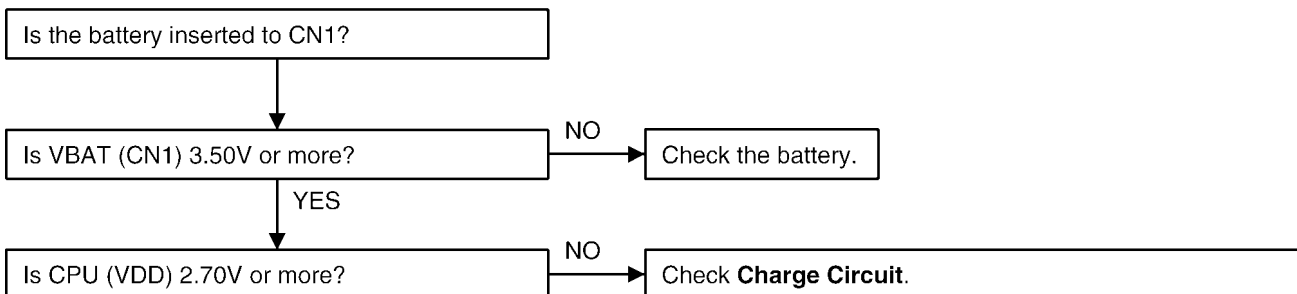 Is the battery inserted to CN1?
Is VBAT (CN1) 3.50V or more?
NO
Check the battery.
YES
Is CPU (VDD) 2.70V or more?
NO
Check Charge Circuit.